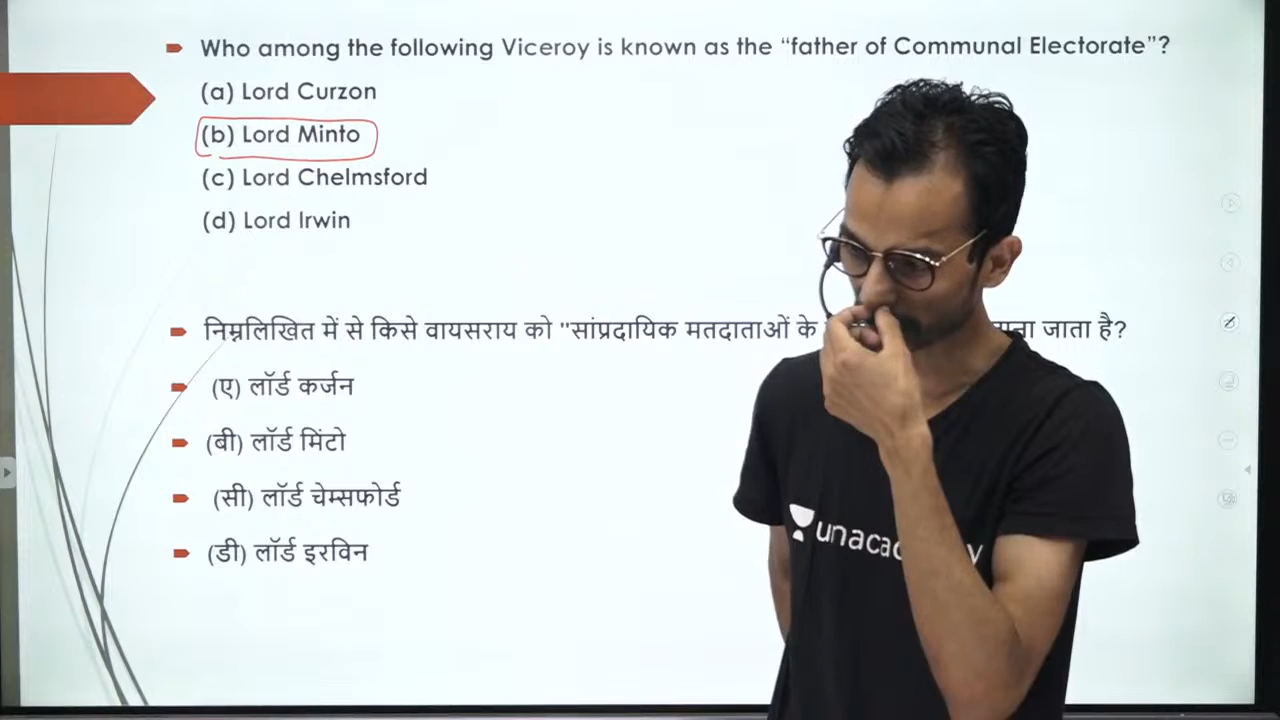 Who among the following Viceroy is known as the “father of Communal Electorate”?
(a) Lord Curzon
(b) Lord Minto
(c) Lord Chelmsford
(d) Lord Irwin
निम्नलिखित में से किसे वायसराय को "सांप्रदायिक मतदाताओं के जाता है?
(ए) लॉर्ड कर्जन
(बी) लॉर्ड मिंटो
(सी) लॉर्ड चेम्सफोर्ड
(डी) लॉर्ड इरविन